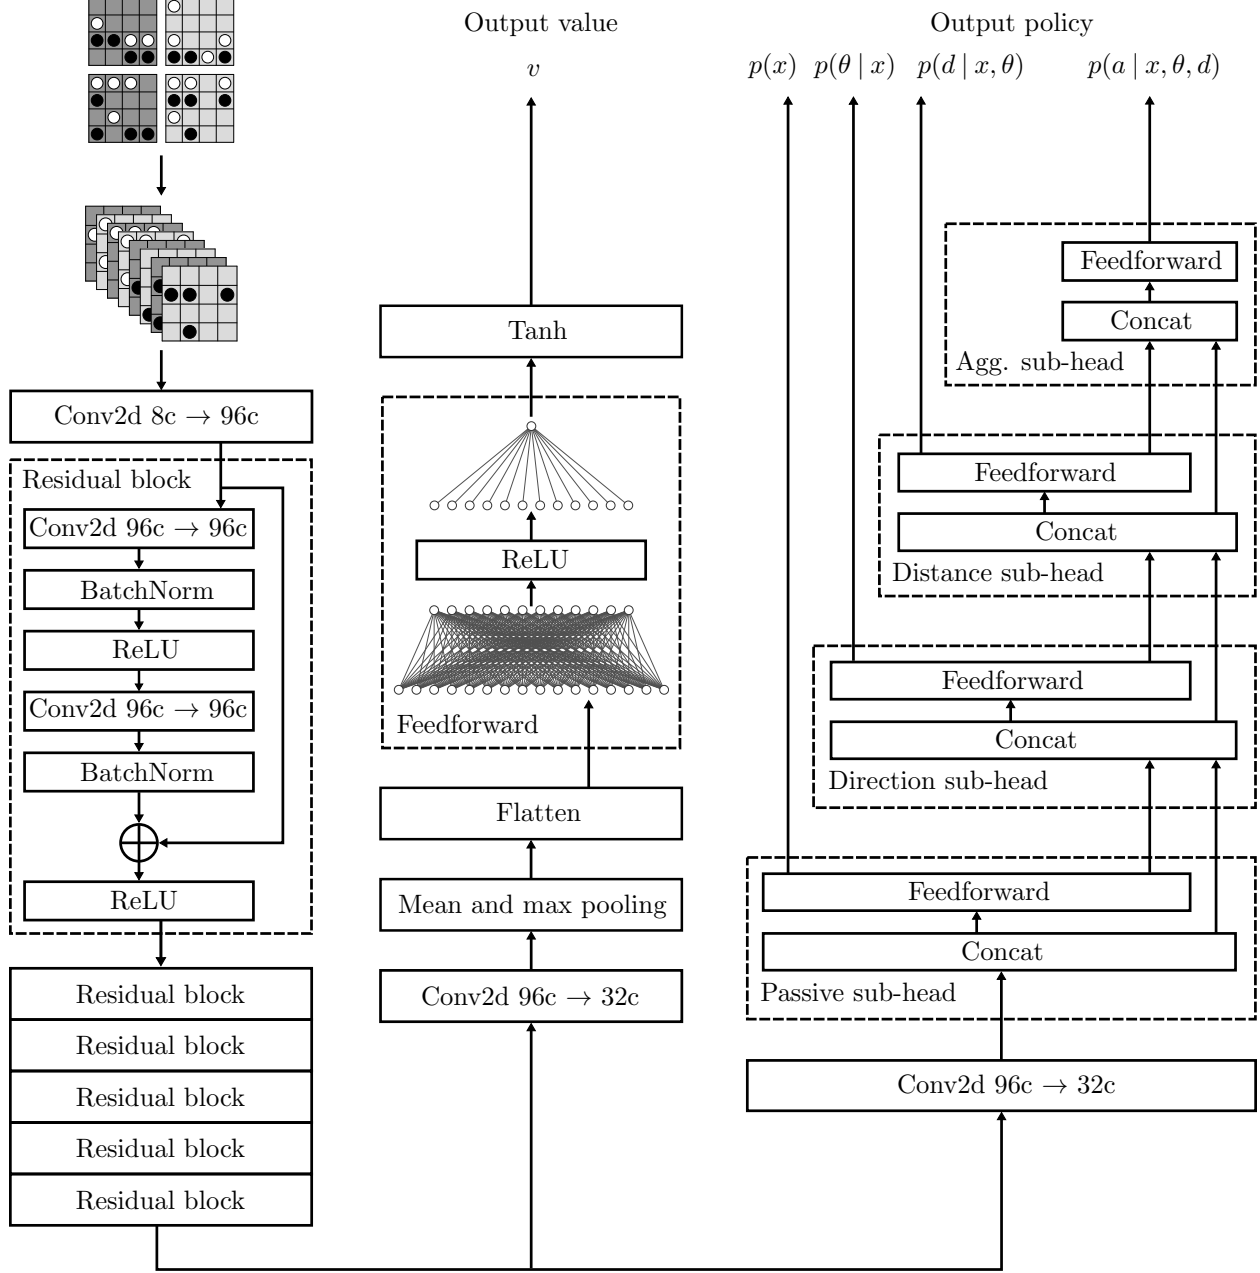 Output value
v
Output policy
p(x)
p(θ | x)
p(d | x, θ)
p(a | x, θ, d)
Conv2d 8c → 96c
Residual block
Conv2d 96c → 96c
BatchNorm
ReLU
Conv2d 96c → 96c
BatchNorm
ReLU
Residual block
Residual block
Residual block
Residual block
Residual block
Tanh
ReLU
Feedforward
Flatten
Mean and max pooling
Conv2d 96c → 32c
Feedforward
Concat
Agg. sub-head
Feedforward
Concat
Distance sub-head
Feedforward
Concat
Direction sub-head
Feedforward
Concat
Passive sub-head
Conv2d 96c → 32c